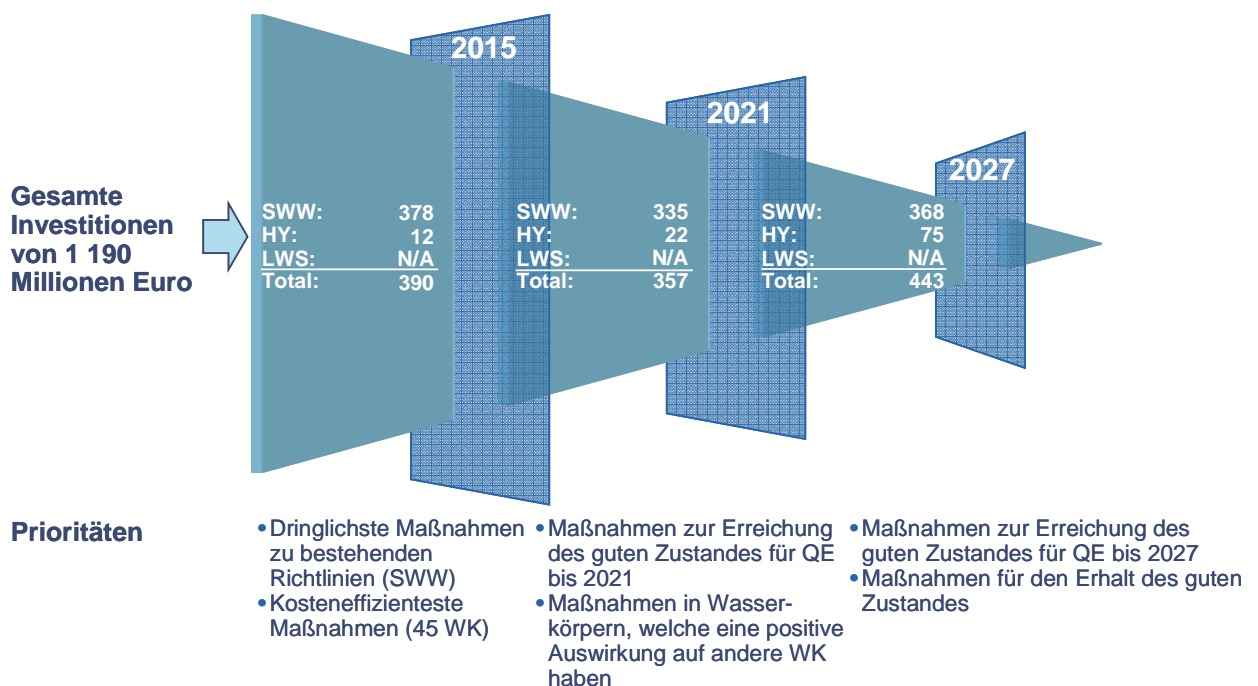 2015
2021
2027
Gesamte
Investitionen
von 1 190
Millionen Euro
SWW: 378
HY: 12
LWS: N/A
Total: 390
SWW: 335
HY: 22
LWS: N/A
Total: 357
SWW: 368
HY: 75
LWS: N/A
Total: 443
Prioritäten
•Dringlichste Maßnahmen
zu bestehenden
Richtlinien (SWW)
•Kosteneffizienteste
Maßnahmen (45 WK)
•Maßnahmen zur Erreichung
des guten Zustandes für QE
bis 2021
•Maßnahmen in Wasser-
körpern, welche eine positive
Auswirkung auf andere WK
haben
•Maßnahmen zur Erreichung des
guten Zustandes für QE bis 2027
•Maßnahmen für den Erhalt des guten
Zustandes